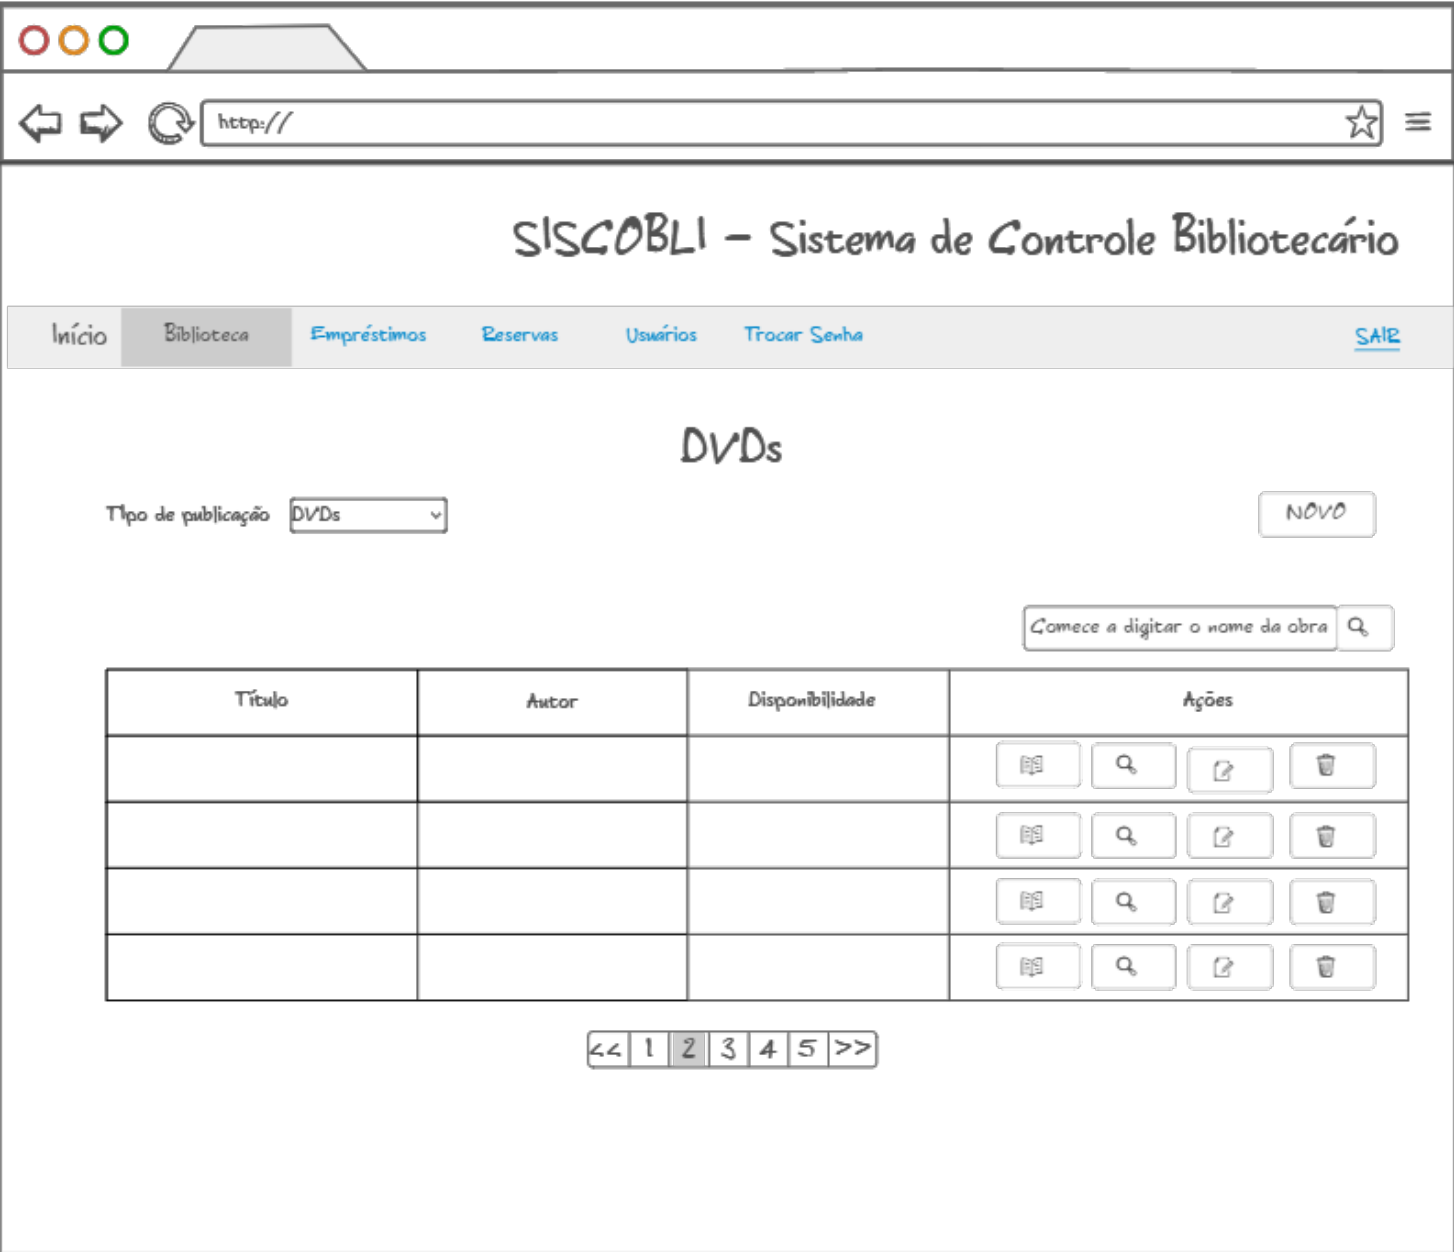 http://
SISCOBLI - Sistema de Controle Bibliotecário
Início Biblioteca Empréstimos Reservas Usuários Trocar Senha SAIR
DVDs
TIpo de publicação DVDs NOVO
Comece a digitar o nome da obra
Título Autor Disponibilidade Ações
<< 1 2 3 4 5 >>